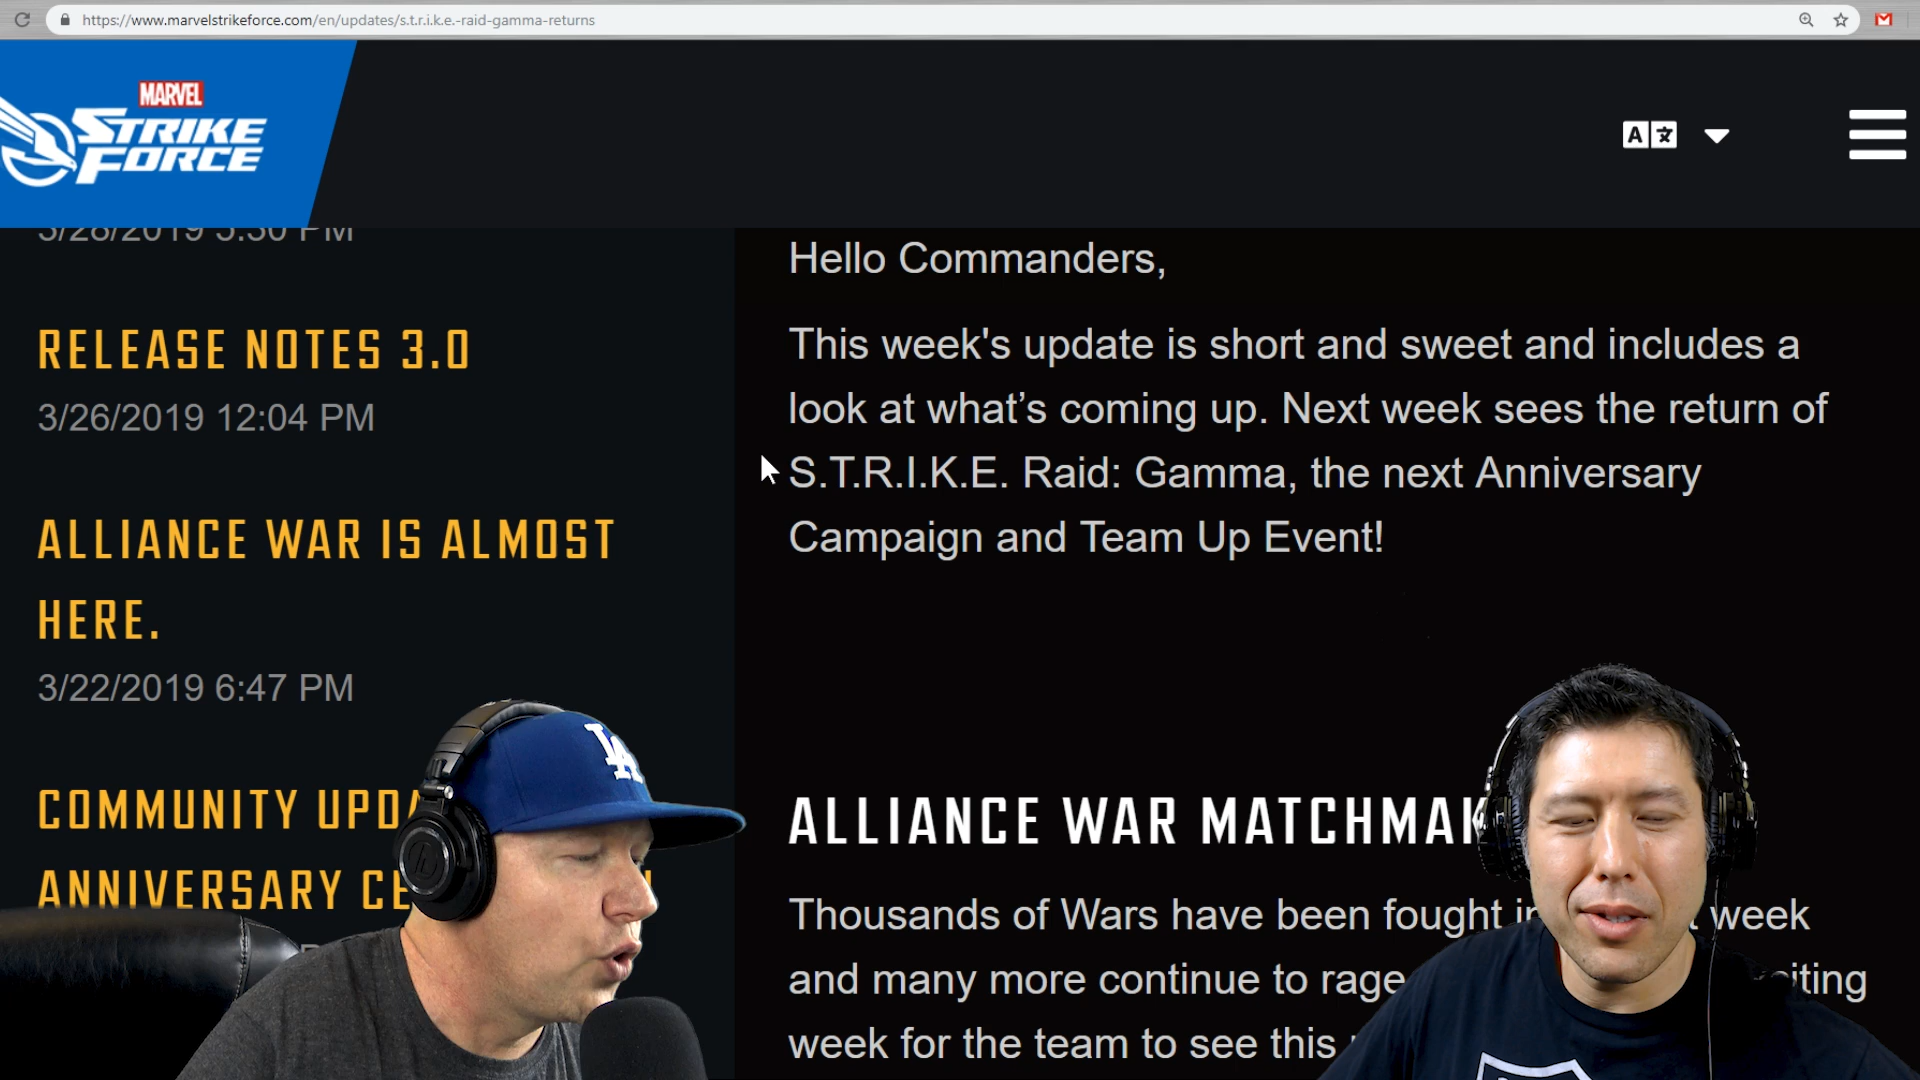 https://www.marvelstrikeforce.com/en/updates/s.t.r.i.k.e.-raid-gamma-returns
MARVEL
STRIKE
FORCE
3/28/2019 5:30 PM
RELEASE NOTES 3.0
3/26/2019 12:04 PM
ALLIANCE WAR IS ALMOST
HERE.
3/22/2019 6:47 PM
COMMUNITY
ANNIVERSARY
Hello Commanders,
This week's update is short and sweet and includes a
look at what’s coming up. Next week sees the return of
S.T.R.I.K.E. Raid: Gamma, the next Anniversary
Campaign and Team Up Event!
ALLIANCE WAR
Thousands of Wars have been fought week
and many more continue to rage
week for the team to see this
LA